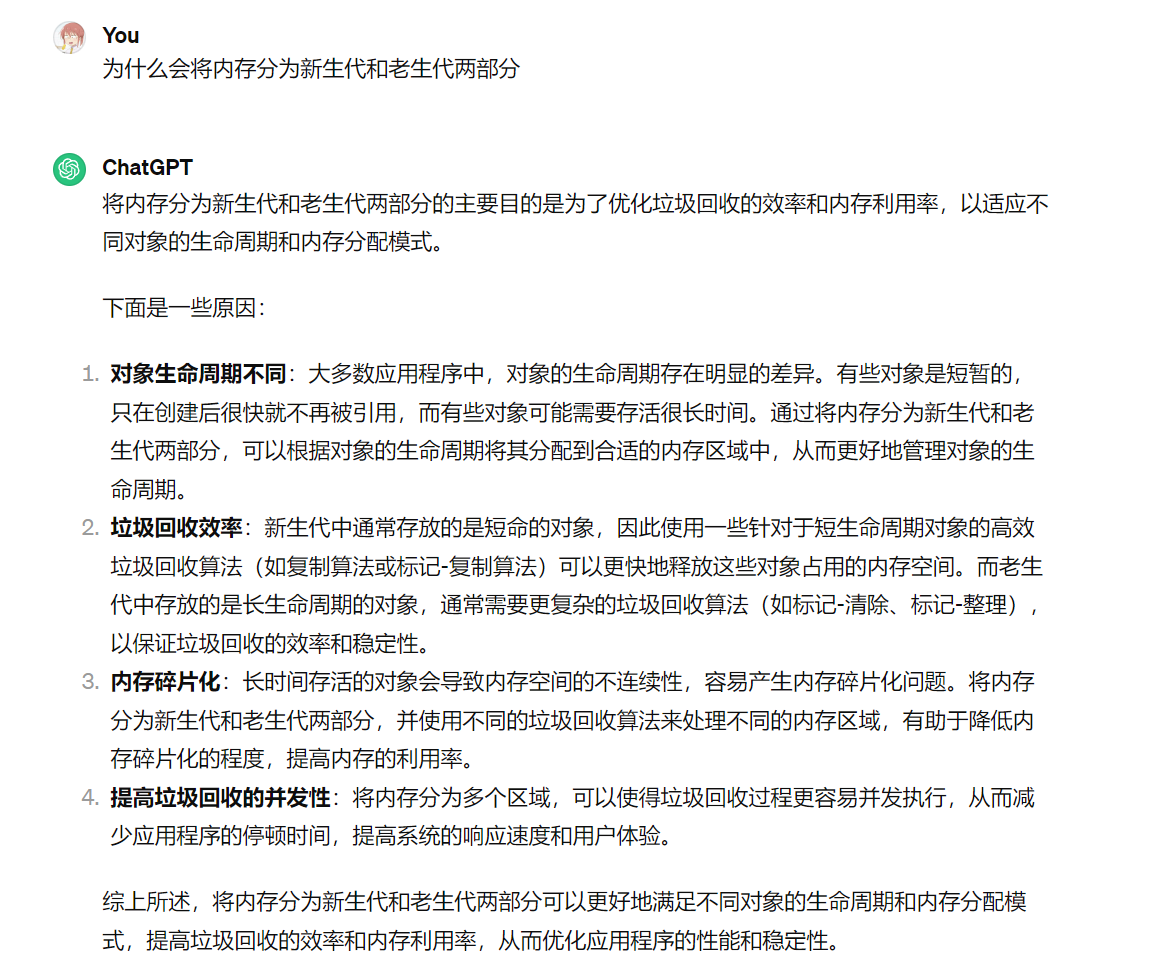 You
为什么会将内存分为新生代和老生代两部分
ChatGPT
将内存分为新生代和老生代两部分的主要目的是为了优化垃圾回收的效率和内存利用率，以适应不
同对象的生命周期和内存分配模式。
下面是一些原因：
1. 对象生命周期不同：大多数应用程序中，对象的生命周期存在明显的差异。有些对象是短暂的，
只在创建后很快就不再被引用，而有些对象可能需要存活很长时间。通过将内存分为新生代和老
生代两部分，可以根据对象的生命周期将其分配到合适的内存区域中，从而更好地管理对象的生
命周期。
2. 垃圾回收效率：新生代中通常存放的是短命的对象，因此使用一些针对于短生命周期对象的高效
垃圾回收算法（如复制算法或标记-复制算法）可以更快地释放这些对象占用的内存空间。而老生
代中存放的是长生命周期的对象，通常需要更复杂的垃圾回收算法（如标记-清除、标记-整理），
以保证垃圾回收的效率和稳定性。
3. 内存碎片化：长时间存活的对象会导致内存空间的不连续性，容易产生内存碎片化问题。将内存
分为新生代和老生代两部分，并使用不同的垃圾回收算法来处理不同的内存区域，有助于降低内
存碎片化的程度，提高内存的利用率。
4. 提高垃圾回收的并发性：将内存分为多个区域，可以使得垃圾回收过程更容易并发执行，从而减
少应用程序的停顿时间，提高系统的响应速度和用户体验。
综上所述，将内存分为新生代和老生代两部分可以更好地满足不同对象的生命周期和内存分配模
式，提高垃圾回收的效率和内存利用率，从而优化应用程序的性能和稳定性。